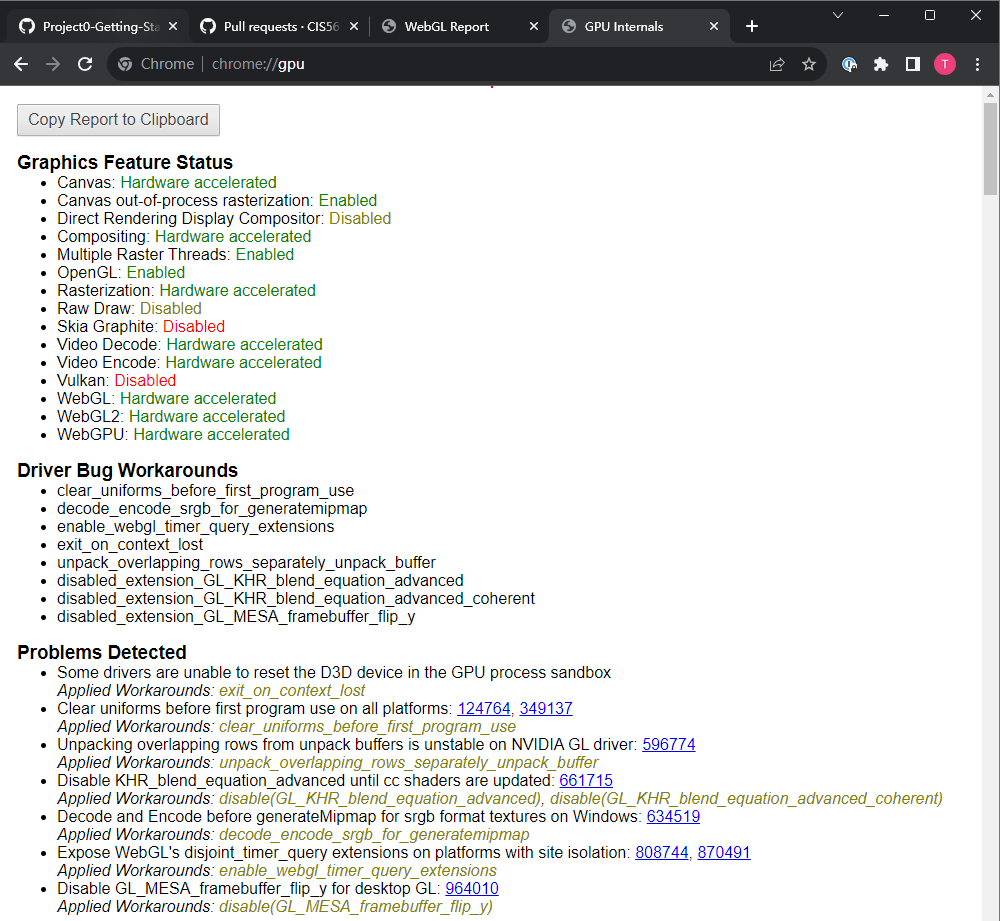 Project0-Getting-Sta
Pull requests · CIS56
WebGL Report
GPU Internals
Chrome | chrome://gpu
T
Copy Report to Clipboard
Graphics Feature Status
• Canvas: Hardware accelerated
• Canvas out-of-process rasterization: Enabled
• Direct Rendering Display Compositor: Disabled
• Compositing: Hardware accelerated
• Multiple Raster Threads: Enabled
• OpenGL: Enabled
• Rasterization: Hardware accelerated
• Raw Draw: Disabled
• Skia Graphite: Disabled
• Video Decode: Hardware accelerated
• Video Encode: Hardware accelerated
• Vulkan: Disabled
• WebGL: Hardware accelerated
• WebGL2: Hardware accelerated
• WebGPU: Hardware accelerated
Driver Bug Workarounds
• clear_uniforms_before_first_program_use
• decode_encode_srgb_for_generatemipmap
• enable_webgl_timer_query_extensions
• exit_on_context_lost
• unpack_overlapping_rows_separately_unpack_buffer
• disabled_extension_GL_KHR_blend_equation_advanced
• disabled_extension_GL_KHR_blend_equation_advanced_coherent
• disabled_extension_GL_MESA_framebuffer_flip_y
Problems Detected
• Some drivers are unable to reset the D3D device in the GPU process sandbox
Applied Workarounds: exit_on_context_lost
• Clear uniforms before first program use on all platforms: 124764, 349137
Applied Workarounds: clear_uniforms_before_first_program_use
• Unpacking overlapping rows from unpack buffers is unstable on NVIDIA GL driver: 596774
Applied Workarounds: unpack_overlapping_rows_separately_unpack_buffer
• Disable KHR_blend_equation_advanced until cc shaders are updated: 661715
Applied Workarounds: disable(GL_KHR_blend_equation_advanced), disable(GL_KHR_blend_equation_advanced_coherent)
• Decode and Encode before generateMipmap for srgb format textures on Windows: 634519
Applied Workarounds: decode_encode_srgb_for_generatemipmap
• Expose WebGL's disjoint_timer_query extensions on platforms with site isolation: 808744, 870491
Applied Workarounds: enable_webgl_timer_query_extensions
• Disable GL_MESA_framebuffer_flip_y for desktop GL: 964010
Applied Workarounds: disable(GL_MESA_framebuffer_flip_y)